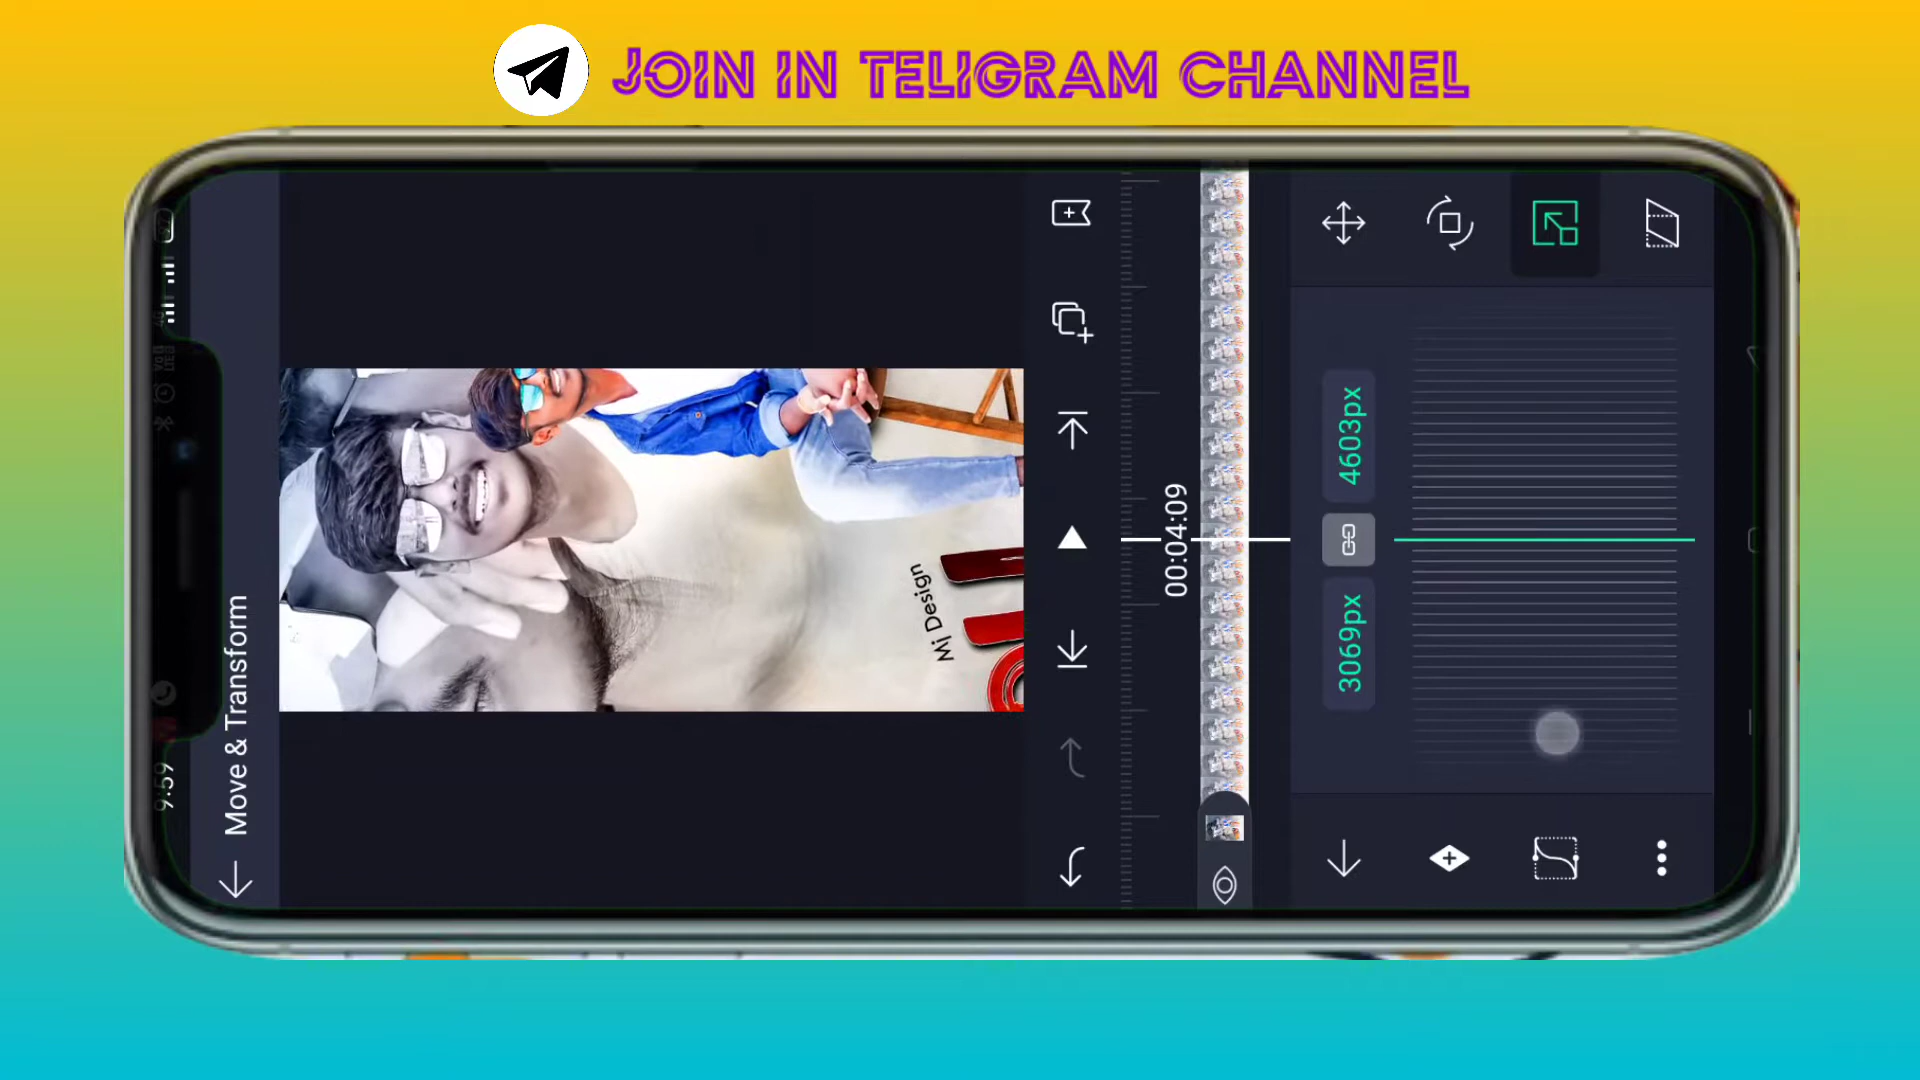 JOIN IN TELIGRAM CHANNEL
9:59
Move & Transform
Mi Design
00:04:09
3069px
4603px